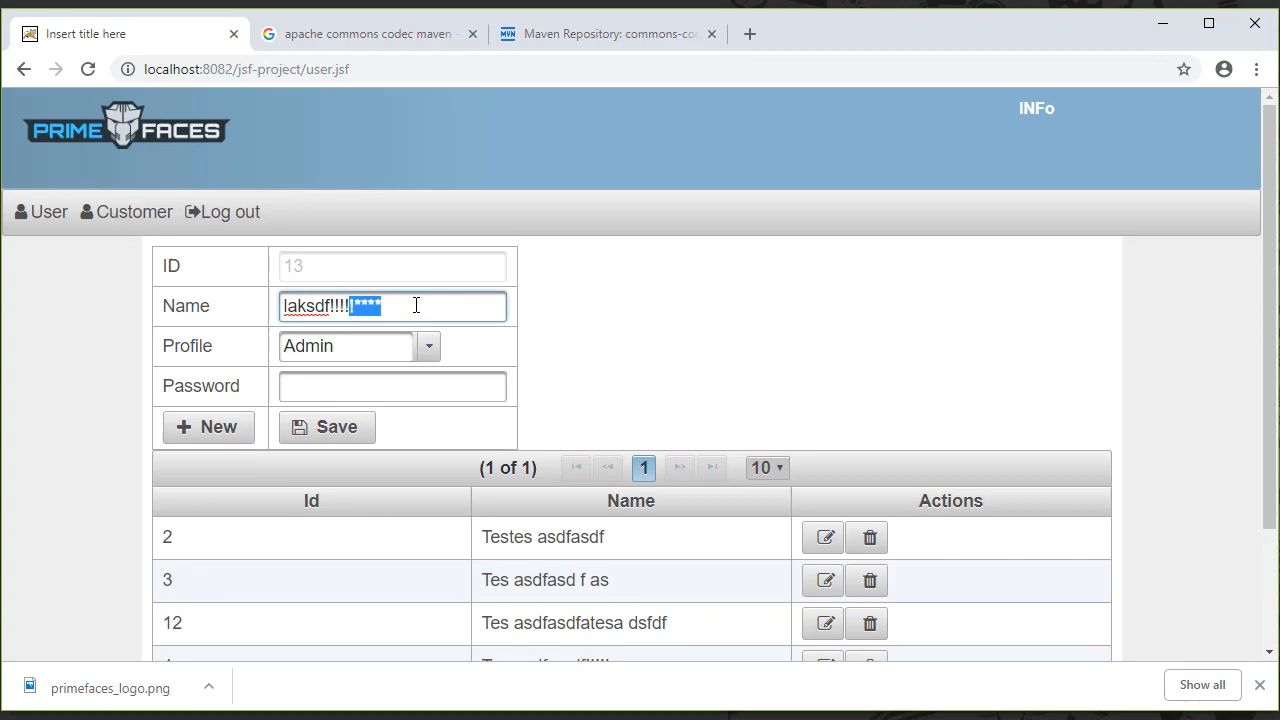 Insert title here
apache commons codec maven -
Maven Repository: commons-co
localhost:8082/jsf-project/user.jsf
PRIME FACES
INFo
User Customer Log out
ID 13
Name laksdf!!!!!****
Profile Admin
Password
New Save
(1 of 1) 1 10
Id Name Actions
2 Testes asdfasdf
3 Tes asdfasd f as
12 Tes asdfasdfatesa dsfdf
primefaces_logo.png
Show all